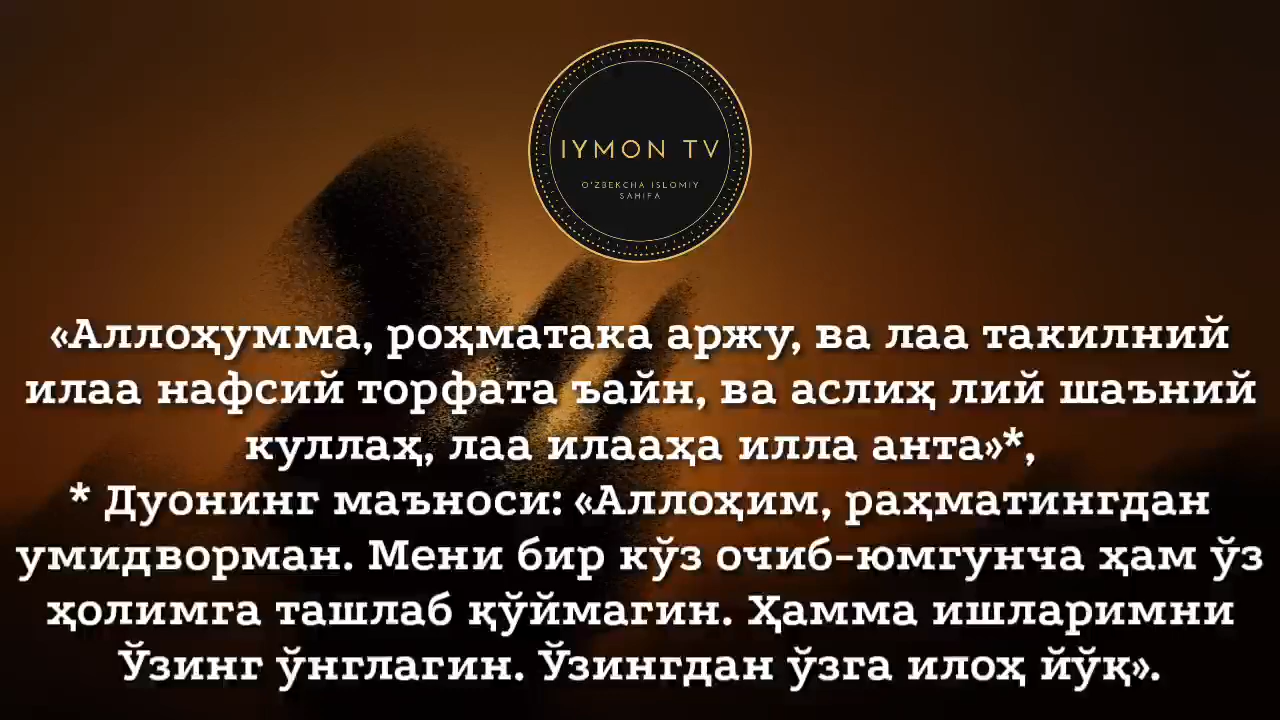 IYMON TV
O'ZBEKCHA ISLOMIY
SAHIFA
«Аллоҳумма, роҳматака аржу, ва лаа такилний
илаа нафсий торфата ъайн, ва аслиҳ лий шаъний
куллаҳ, лаа илааҳа илла анта»*,
* Дуонинг маъноси: «Аллоҳим, раҳматингдан
умидворман. Мени бир кўз очиб-юмгунча ҳам ўз
ҳолимга ташлаб қўймагин. Ҳамма ишларимни
Ўзинг ўнглагин. Ўзингдан ўзга илоҳ йўқ».